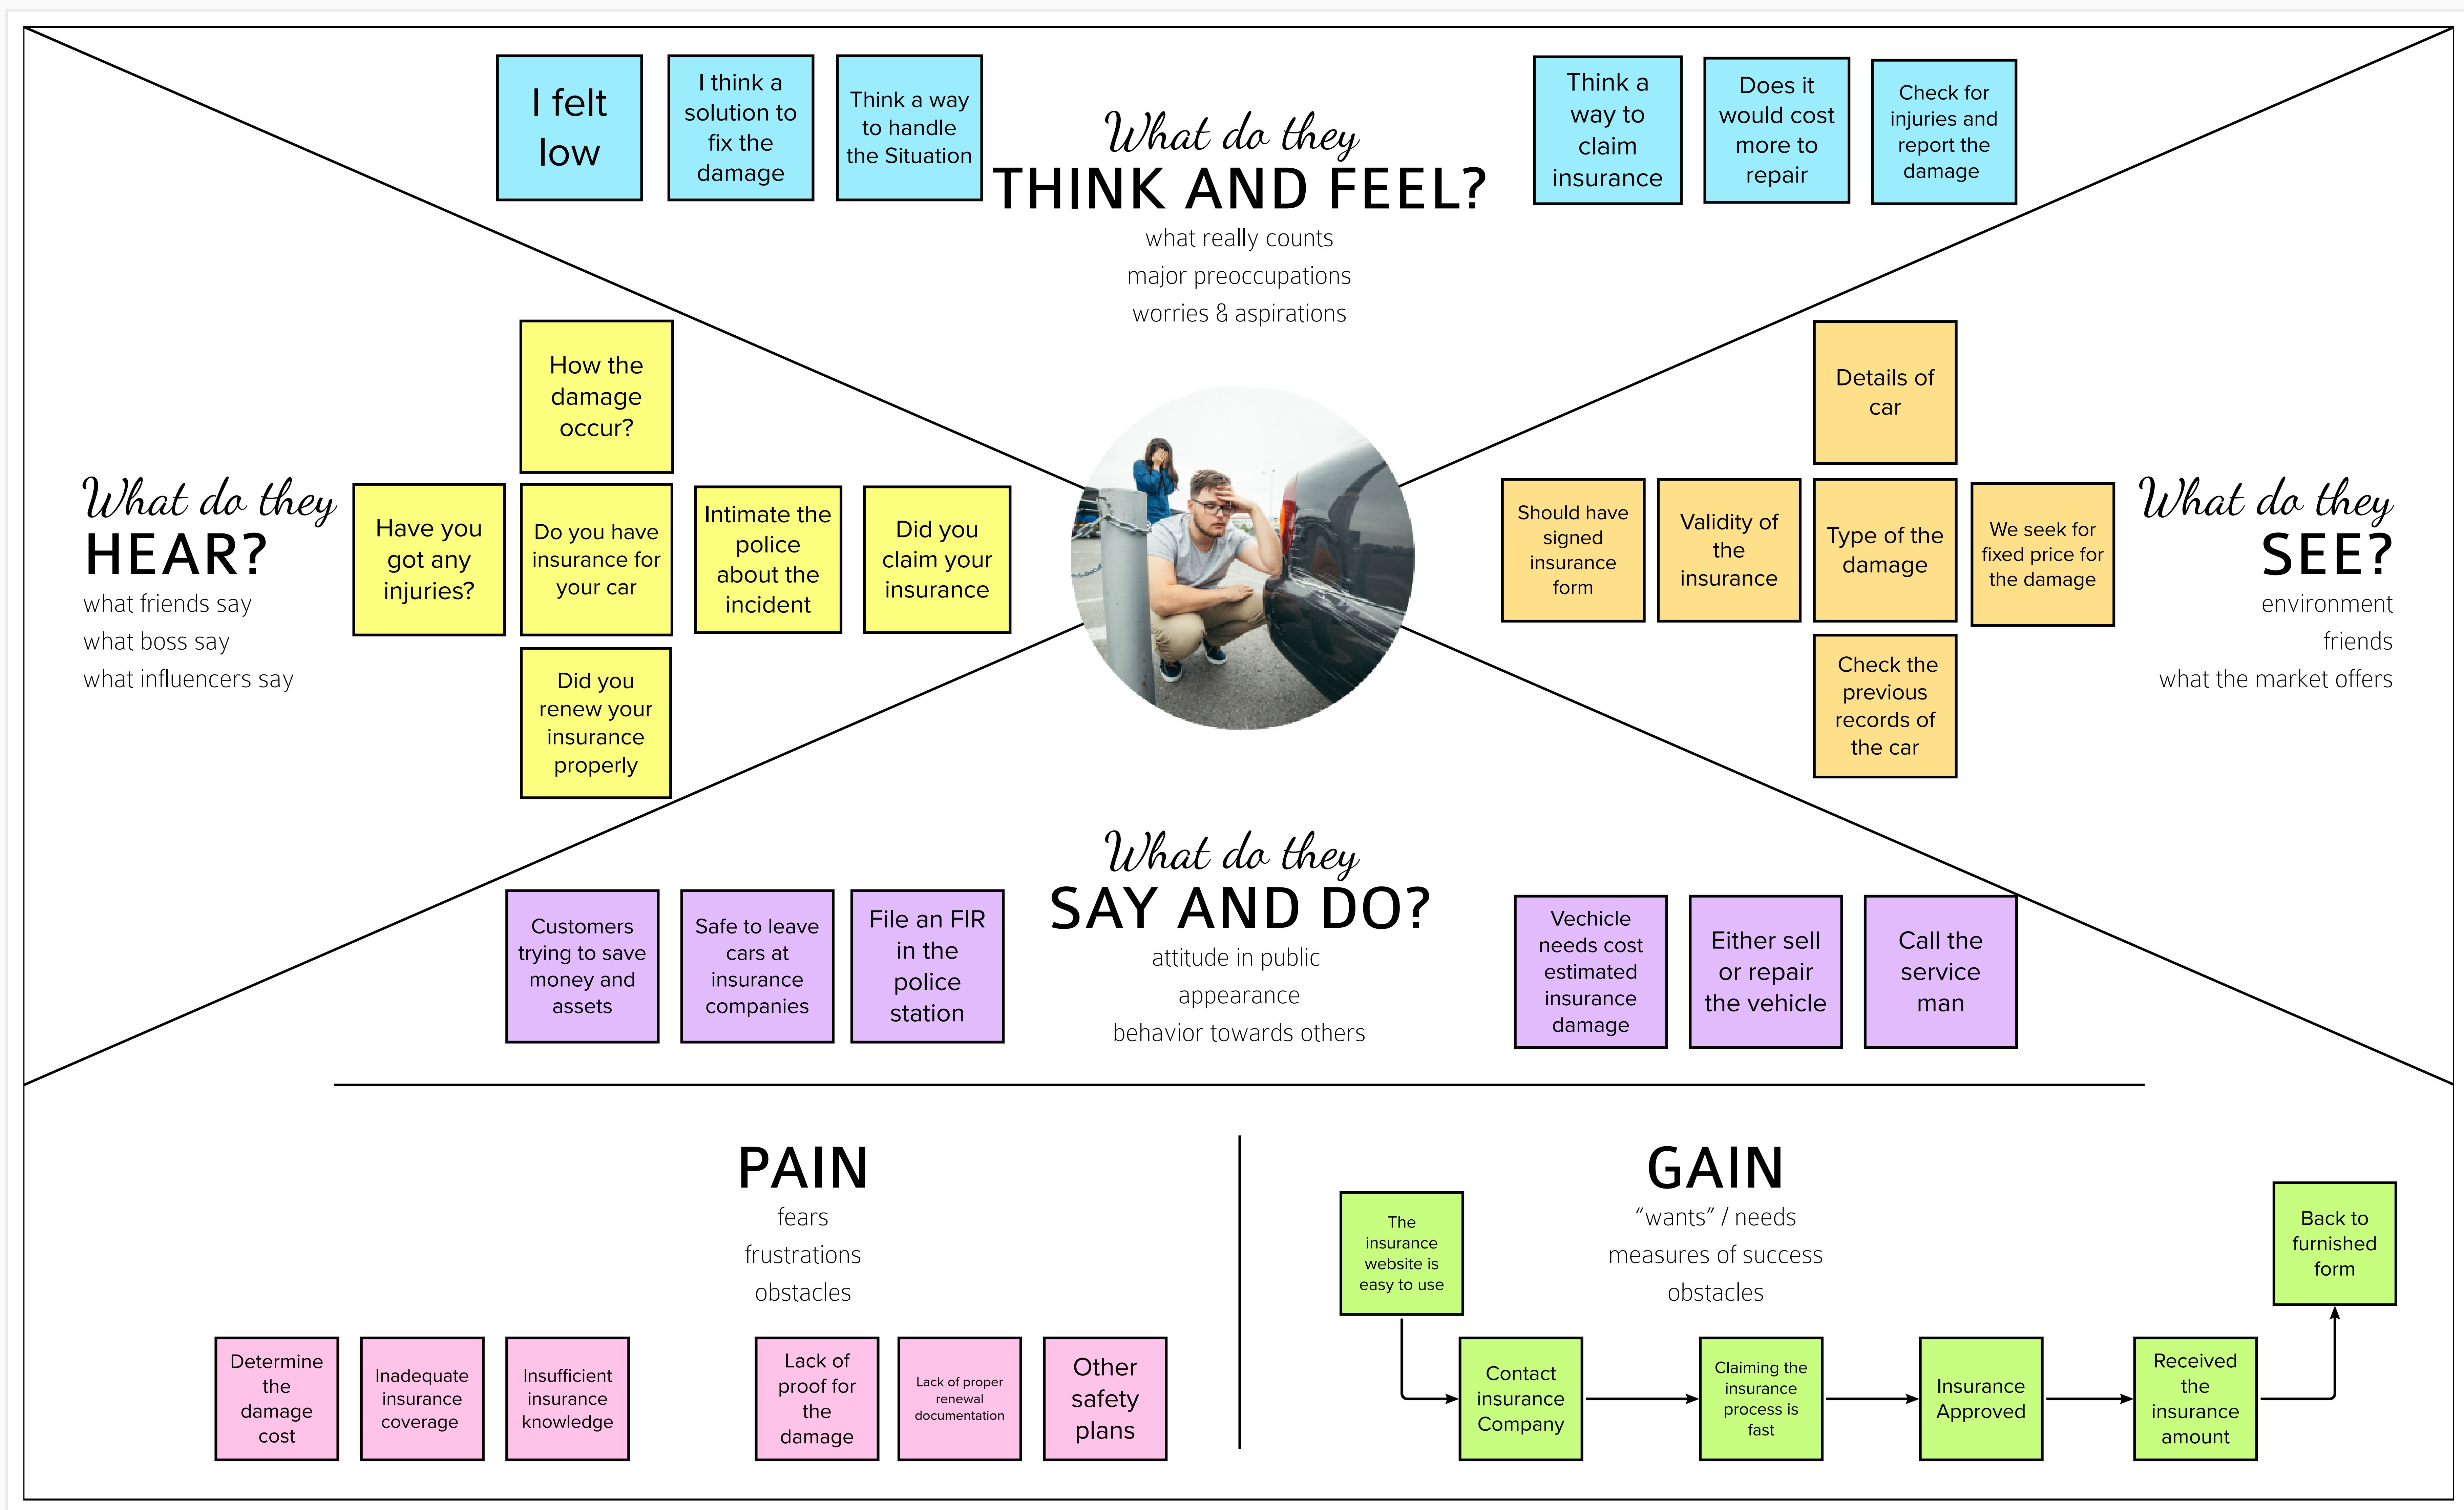 I felt
low
I think a
solution to
fix the
damage
Think a way
to handle
the Situation
What do they
THINK AND FEEL?
what really counts
major preoccupations
worries & aspirations
Think a
way to
claim
insurance
Does it
would cost
more to
repair
Check for
injuries and
report the
damage
What do they
HEAR?
what friends say
what boss say
what influencers say
How the
damage
occur?
Have you
got any
injuries?
Do you have
insurance for
your car
Intimate the
police
about the
incident
Did you
claim your
insurance
Did you
renew your
insurance
properly
Details of
car
Should have
signed
insurance
form
Validity of
the
insurance
Type of the
damage
We seek for
fixed price for
the damage
Check the
previous
records of
the car
What do they
SEE?
environment
friends
what the market offers
What do they
SAY AND DO?
attitude in public
appearance
behavior towards others
Customers
trying to save
money and
assets
Safe to leave
cars at
insurance
companies
File an FIR
in the
police
station
Vechicle
needs cost
estimated
insurance
damage
Either sell
or repair
the vehicle
Call the
service
man
PAIN
fears
frustrations
obstacles
Determine
the
damage
cost
Inadequate
insurance
coverage
Insufficient
insurance
knowledge
Lack of
proof for
the
damage
Lack of proper
renewal
documentation
Other
safety
plans
GAIN
“wants” / needs
measures of success
obstacles
The
insurance
website is
easy to use
Contact
insurance
Company
Claiming the
insurance
process is
fast
Insurance
Approved
Received
the
insurance
amount
Back to
furnished
form